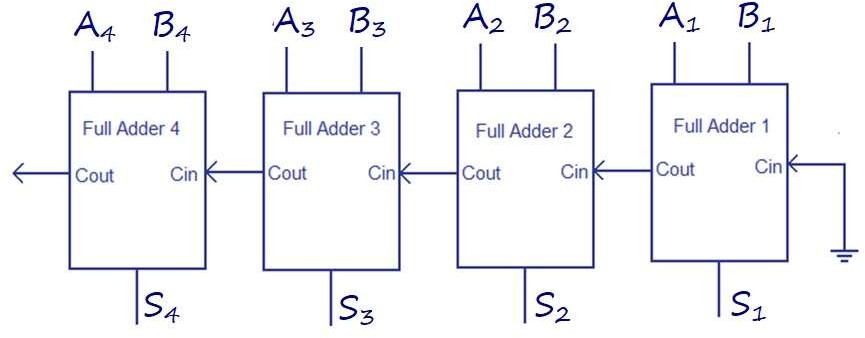 A4 B4 A3 B3 A2 B2 A1 B1
Full Adder 4 Full Adder 3 Full Adder 2 Full Adder 1
Cout Cin Cout Cin Cout Cin Cout Cin
S4 S3 S2 S1